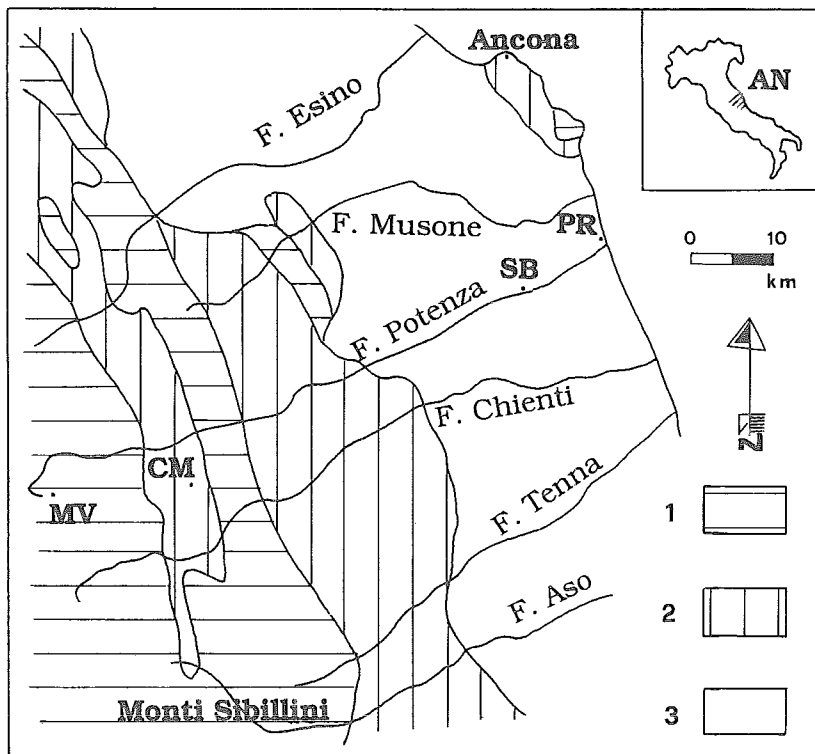 Ancona
AN
F. Esino
F. Musone
PR
SB
0 10
km
F. Potenza
F. Chienti
N
CM
MV
F. Tenna
1
F. Aso
2
Monti Sibillini
3